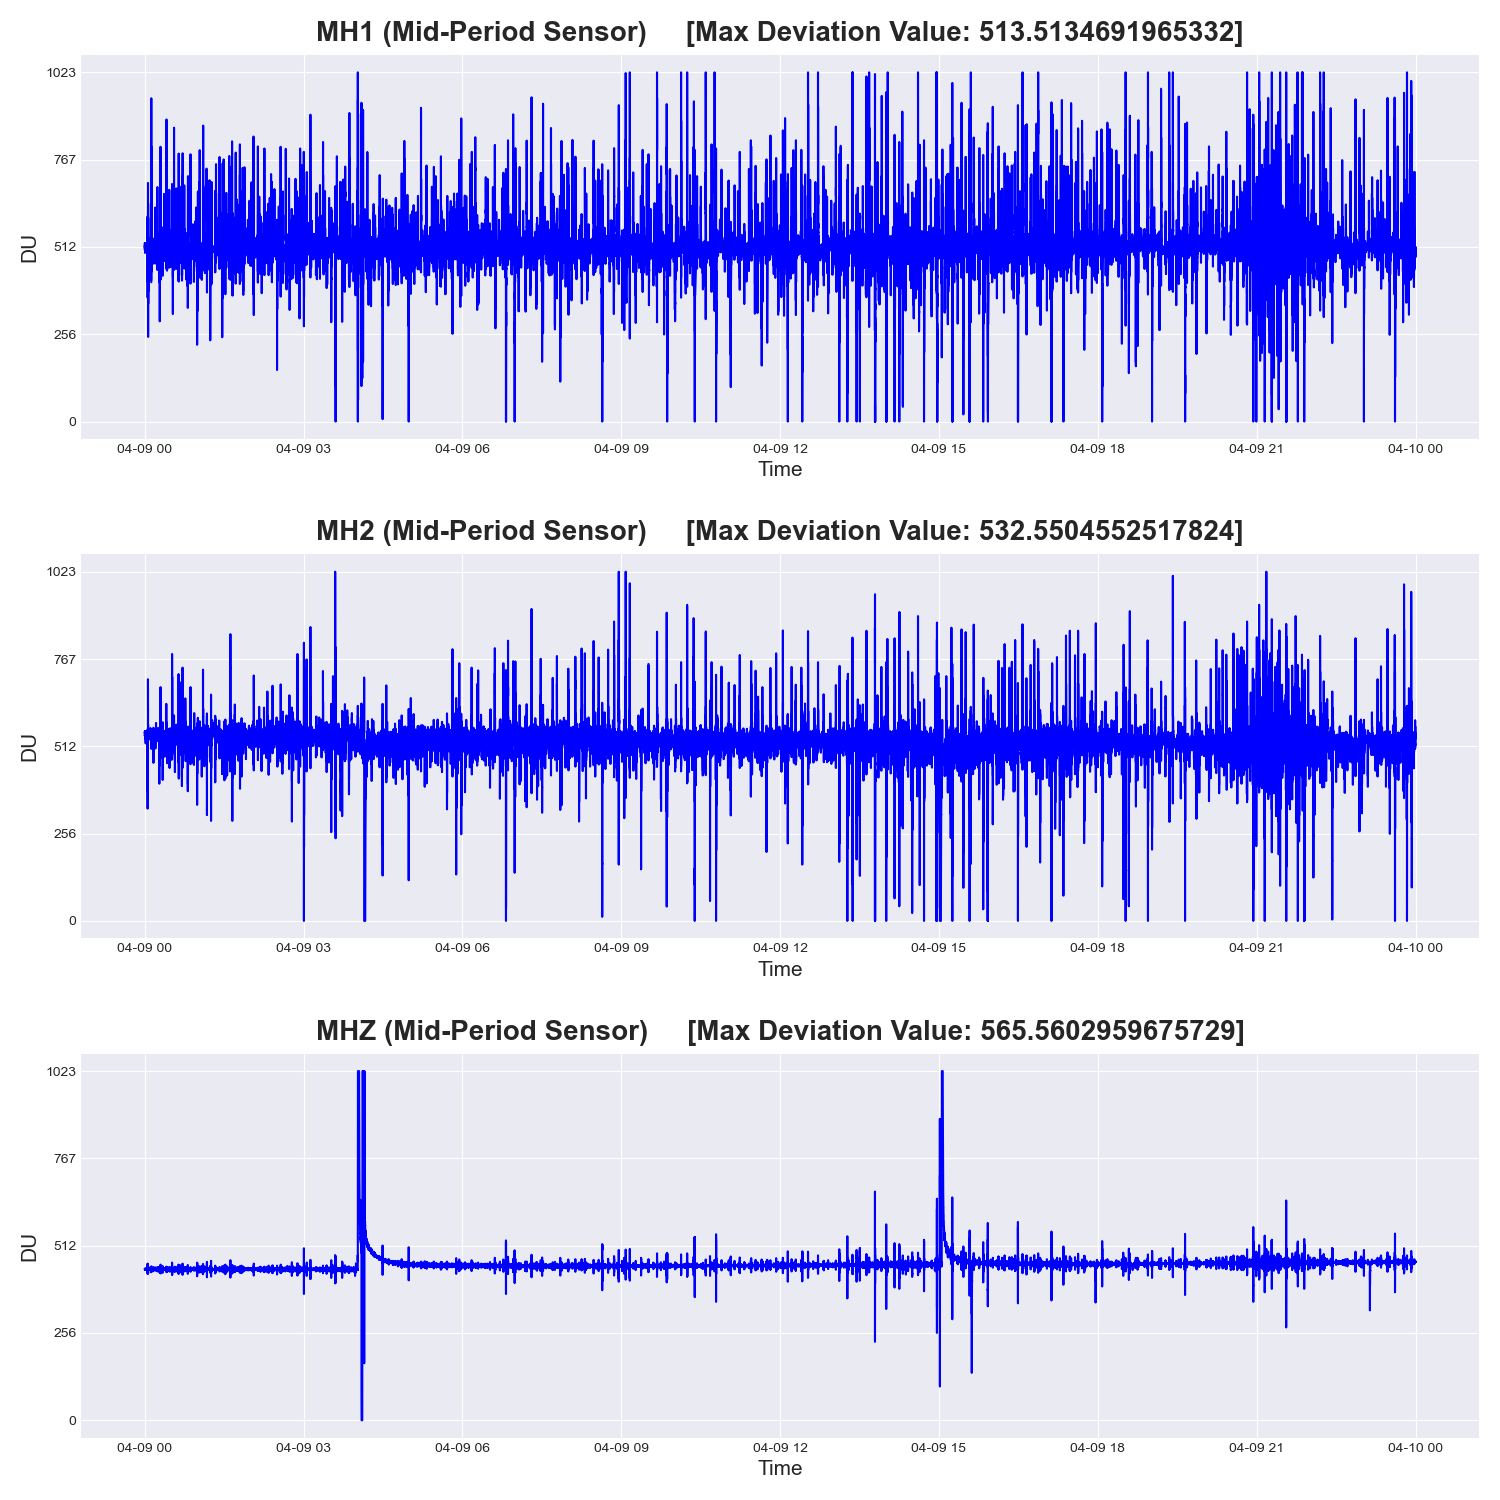 MH1 (Mid-Period Sensor) [Max Deviation Value: 513.5134691965332]
1023
767
512
256
0
DU
04-09 00 04-09 03 04-09 06 04-09 09 04-09 12 04-09 15 04-09 18 04-09 21 04-10 00
Time
MH2 (Mid-Period Sensor) [Max Deviation Value: 532.5504552517824]
1023
767
512
256
0
DU
04-09 00 04-09 03 04-09 06 04-09 09 04-09 12 04-09 15 04-09 18 04-09 21 04-10 00
Time
MHZ (Mid-Period Sensor) [Max Deviation Value: 565.5602959675729]
1023
767
512
256
0
DU
04-09 00 04-09 03 04-09 06 04-09 09 04-09 12 04-09 15 04-09 18 04-09 21 04-10 00
Time